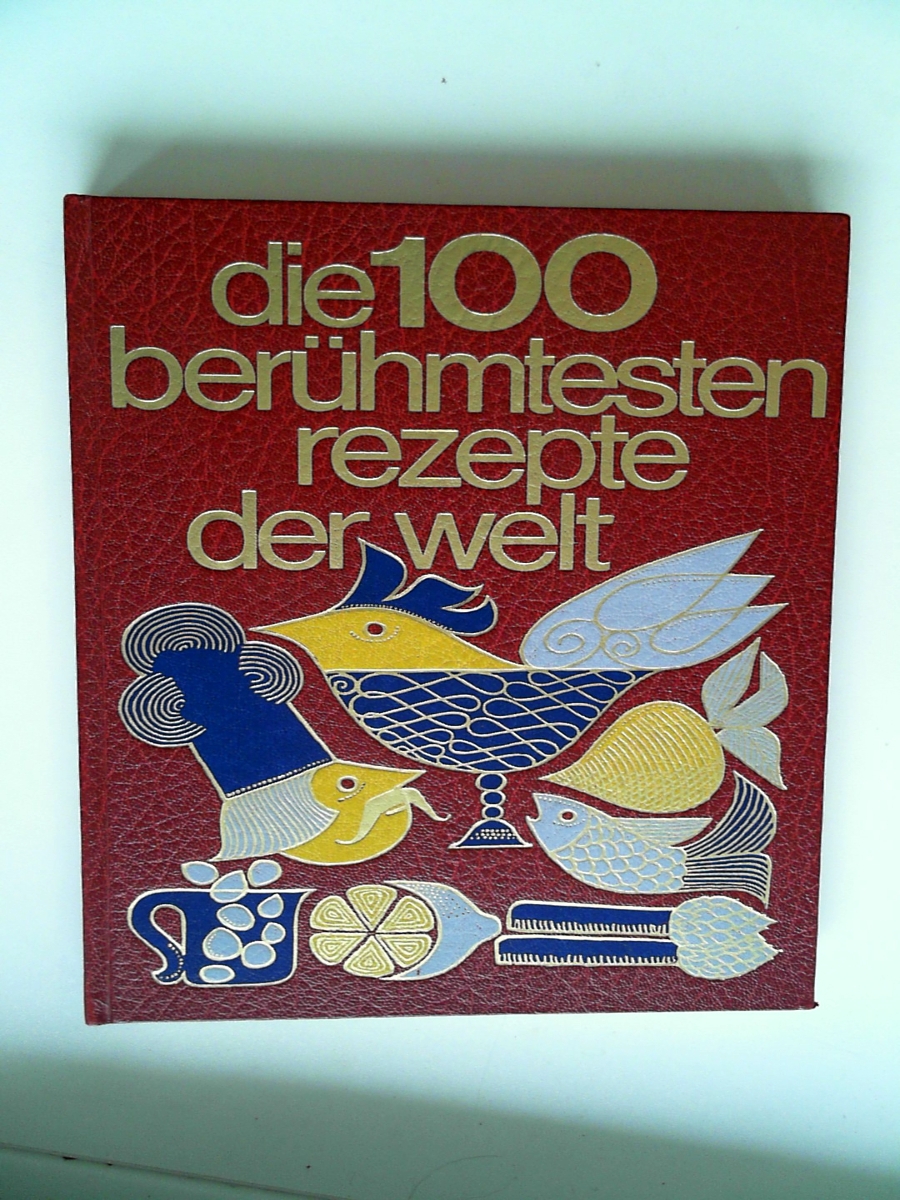 die 100
berühmtesten
rezepte
der welt